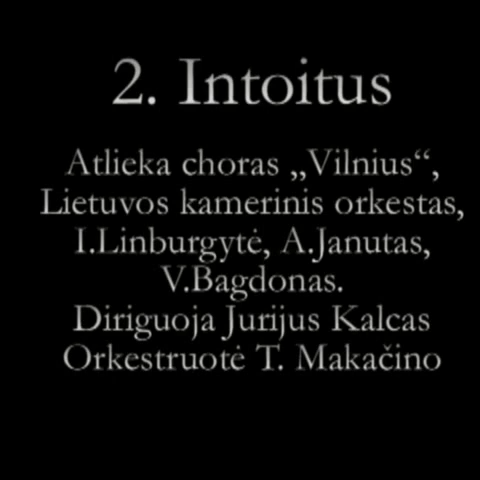 2. Intoitus
Atlieka choras „Vilnius“,
Lietuvos kamerinis orkestas,
I.Linburgytė, A.Janutas,
V.Bagdonas.
Diriguoja Jurijus Kalcas
Orkestruotė T. Makačino